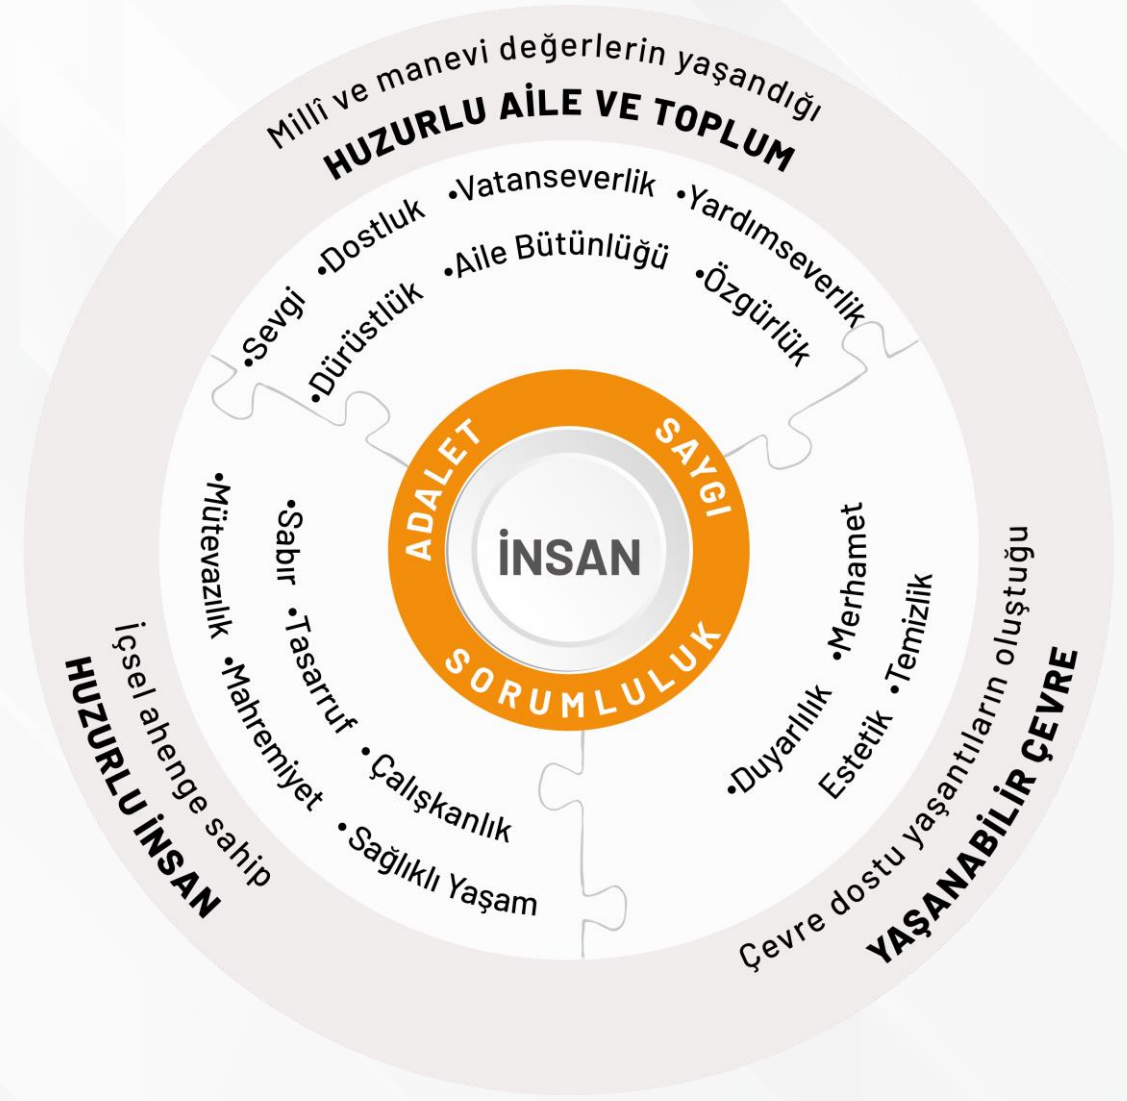 Millî ve manevi değerlerin yaşandığı
HUZURLU AİLE VE TOPLUM
•Sevgi •Dostluk •Vatanseverlik •Yardımseverlik
•Dürüstlük •Aile Bütünlüğü •Özgürlük
ADALET
SAYGI
SORUMLULUK
İNSAN
•Mütevazılık •Mahremiyet •Sağlıklı Yaşam
•Sabır •Tasarruf •Çalışkanlık
İçsel ahenge sahip
HUZURLU İNSAN
•Duyarlılık •Merhamet
Estetik •Temizlik
Çevre dostu yaşantıların oluştuğu
YAŞANABİLİR ÇEVRE